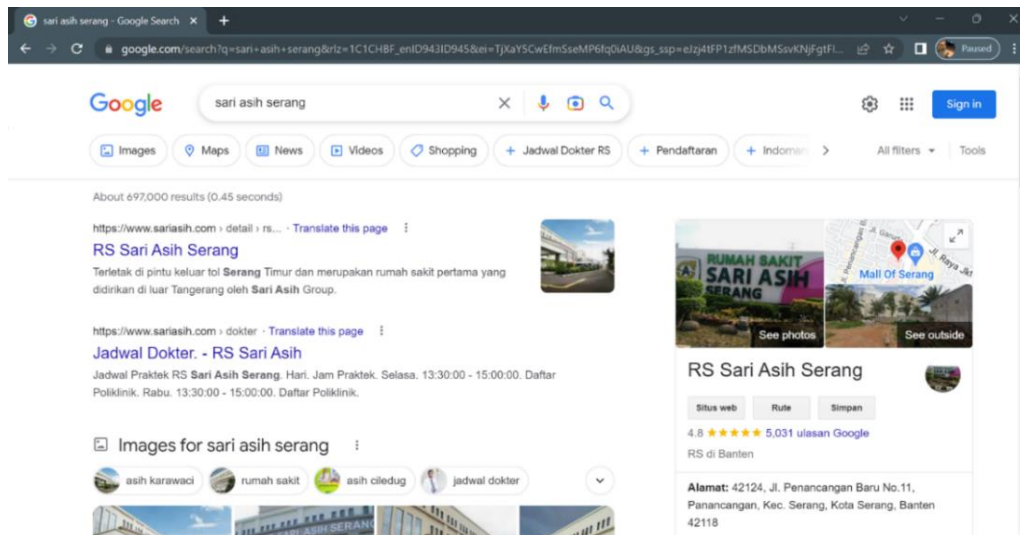 sari asih serang - Google Search
google.com/search?q=sari+asih+serang&rlz=1C1CHBF_enID943ID945&ei=TjXaY5CwEfmSseMP6fq0iAU&gs_ssp=eJzj4tFP1zfMSDbMSsvKNjFgtFI...
Paused
Google
sari asih serang
Sign in
Images
Maps
News
Videos
Shopping
+ Jadwal Dokter RS
+ Pendaftaran
+ Indomar
All filters
Tools
About 697,000 results (0.45 seconds)
https://www.sariasih.com › detail › rs... · Translate this page
RS Sari Asih Serang
Terletak di pintu keluar tol Serang Timur dan merupakan rumah sakit pertama yang
didirikan di luar Tangerang oleh Sari Asih Group.
https://www.sariasih.com › dokter · Translate this page
Jadwal Dokter. - RS Sari Asih
Jadwal Praktek RS Sari Asih Serang. Hari. Jam Praktek. Selasa. 13:30:00 - 15:00:00. Daftar
Poliklinik. Rabu. 13:30:00 - 15:00:00. Daftar Poliklinik.
Images for sari asih serang
asih karawaci
rumah sakit
asih ciledug
jadwal dokter
ASIH SERANG
RUMAH SAKIT
SARI ASIH
SERANG
See photos
Mall Of Serang
Jl. Raya Jkt
See outside
RS Sari Asih Serang
Situs web
Rute
Simpan
4.8 ★★★★★ 5,031 ulasan Google
RS di Banten
Alamat: 42124, Jl. Penancangan Baru No.11,
Panancangan, Kec. Serang, Kota Serang, Banten
42118